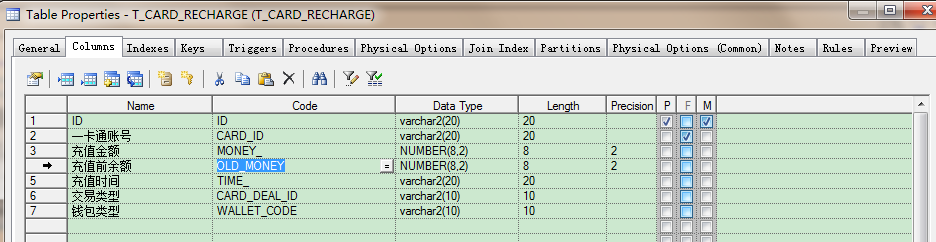 Table Properties - T_CARD_RECHARGE (T_CARD_RECHARGE)
General Columns Indexes Keys Triggers Procedures Physical Options Join Index Partitions Physical Options (Common) Notes Rules Preview
Name Code Data Type Length Precision P F M
1 ID ID varchar2(20) 20
2 一卡通账号 CARD_ID varchar2(20) 20
3 充值金额 MONEY_ NUMBER(8,2) 8 2
充值前余额 OLD_MONEY = NUMBER(8,2) 8 2
5 充值时间 TIME_ varchar2(20) 20
6 交易类型 CARD_DEAL_ID varchar2(10) 10
7 钱包类型 WALLET_CODE varchar2(10) 10